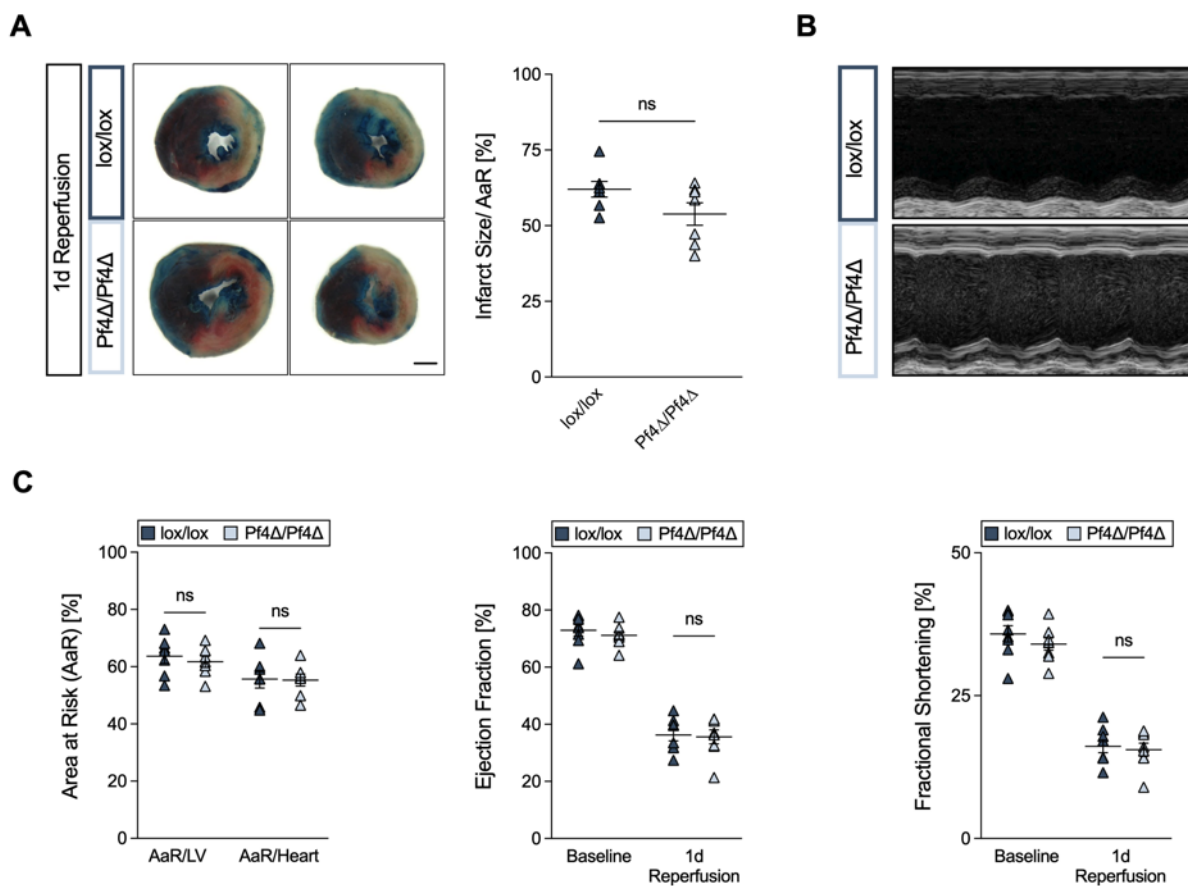 A
B
1d Reperfusion
lox/lox
Pf4Δ/Pf4Δ
Infarct Size/ AaR [%]
100
75
50
25
0
ns
lox/lox
Pf4Δ/Pf4Δ
lox/lox
Pf4Δ/Pf4Δ
C
lox/lox Pf4Δ/Pf4Δ
Area at Risk (AaR) [%]
100
80
60
40
20
0
ns
ns
AaR/LV
AaR/Heart
lox/lox Pf4Δ/Pf4Δ
Ejection Fraction [%]
100
80
60
40
20
0
ns
Baseline
1d
Reperfusion
lox/lox Pf4Δ/Pf4Δ
Fractional Shortening [%]
50
25
0
ns
Baseline
1d
Reperfusion